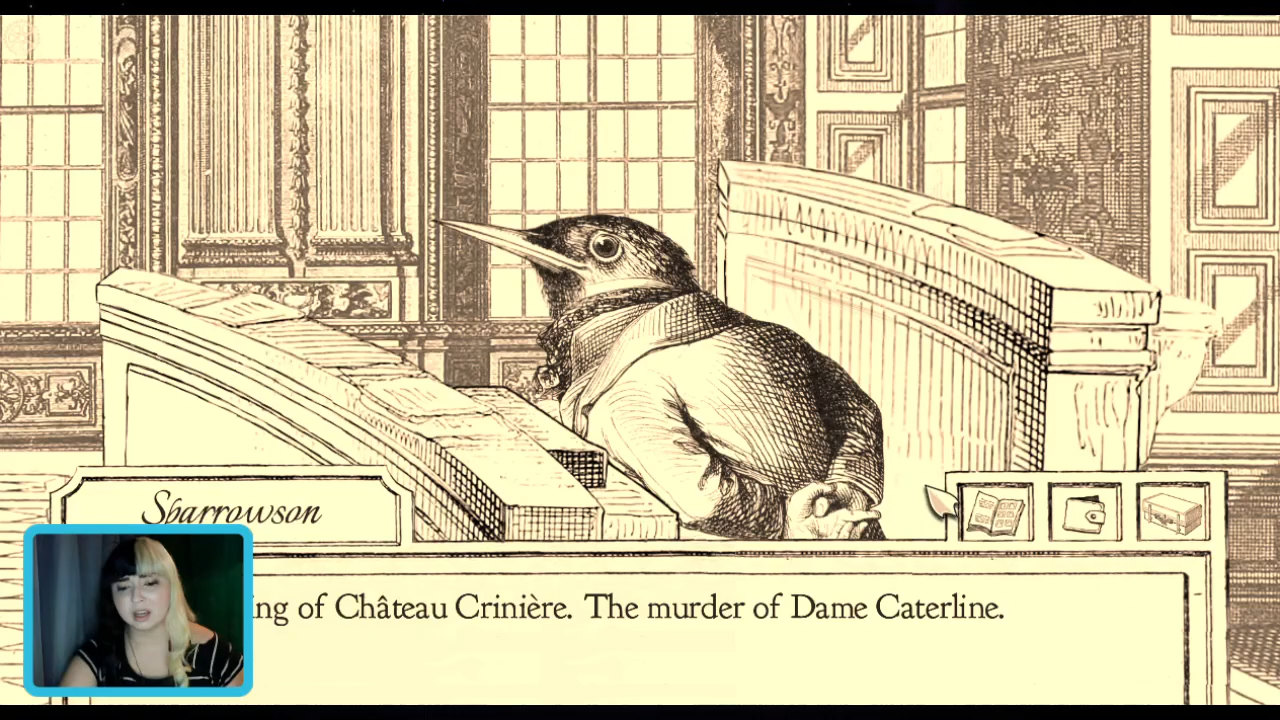 Sparrowson
ing of Château Crinière. The murder of Dame Caterline.